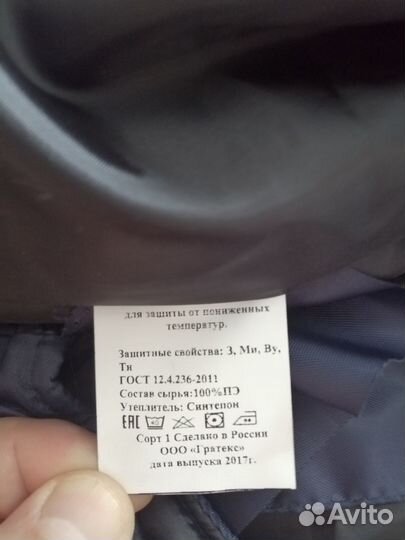 для защиты от пониженных
температур.
Защитные свойства: З, Ми, Ву,
Тн
ГОСТ 12.4.236-2011
Состав сырья:100%ПЭ
Утеплитель: Синтепон
ЕАС
Сорт 1 Сделано в России
ООО «Гратекс»
дата выпуска 2017г.
Avito